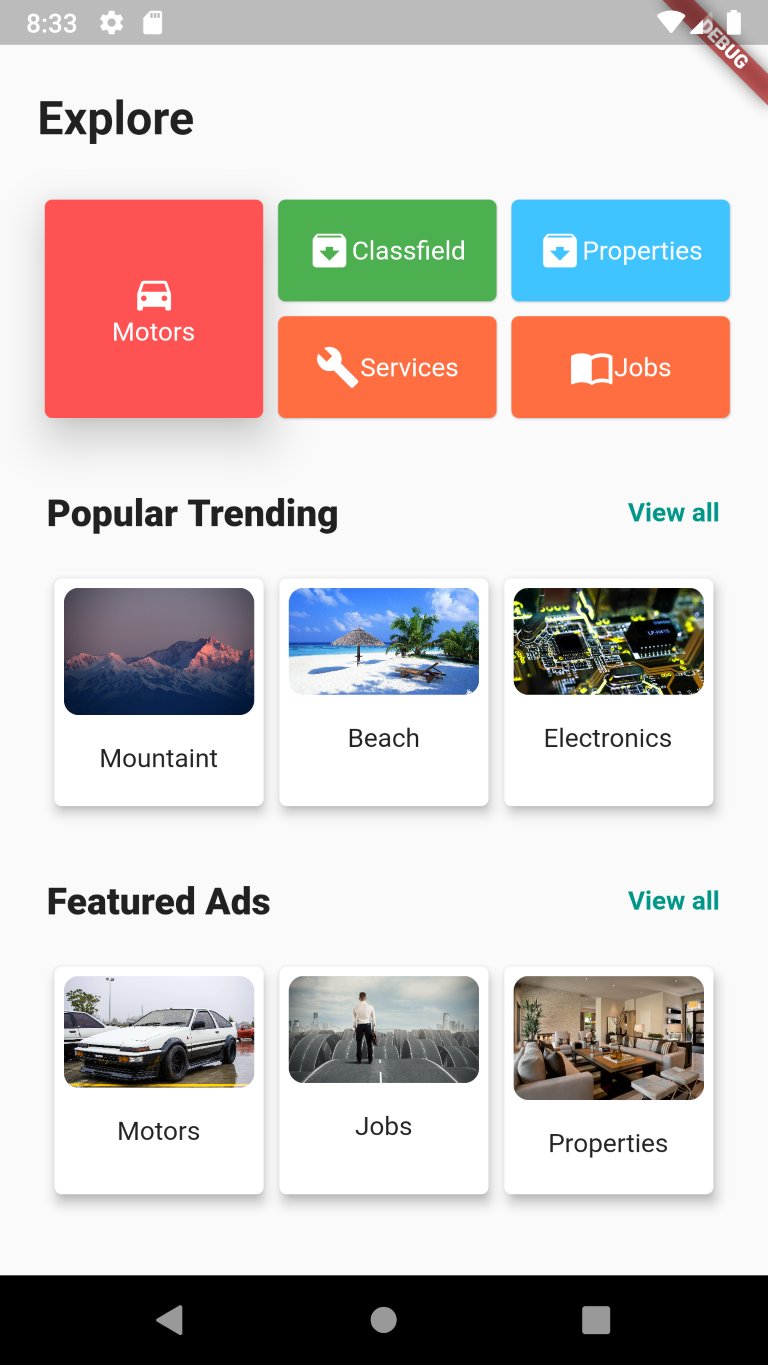 8:33
DEBUG
Explore
Motors
Classfield
Properties
Services
Jobs
Popular Trending
View all
Mountaint
Beach
Electronics
Featured Ads
View all
Motors
Jobs
Properties